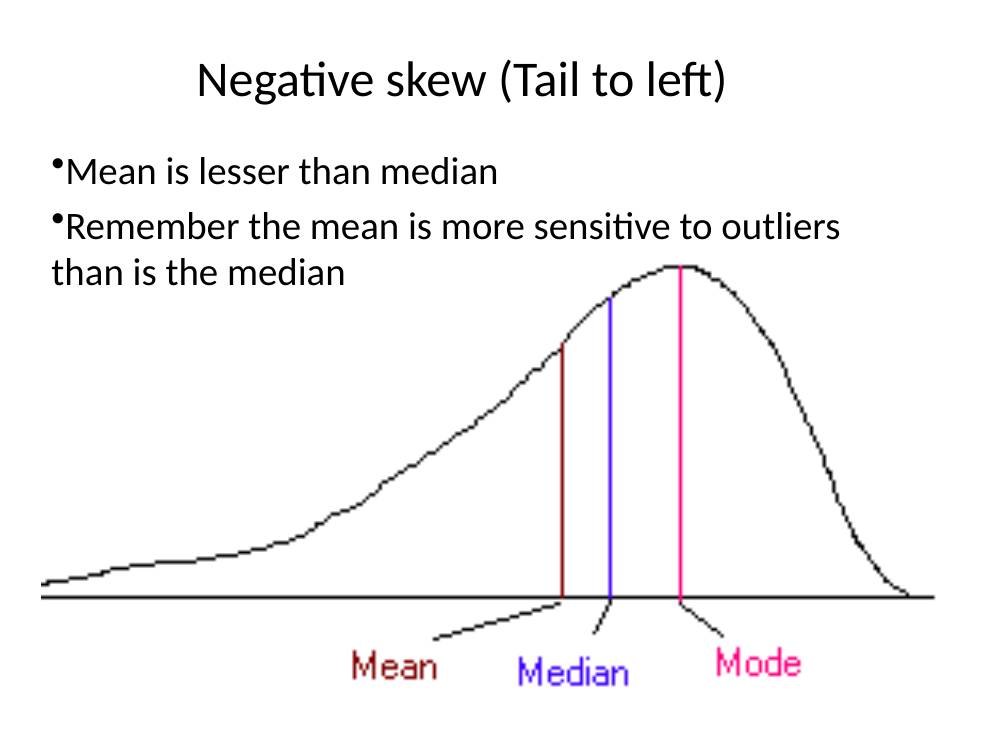 Negative skew (Tail to left)
•Mean is lesser than median
•Remember the mean is more sensitive to outliers
than is the median
Mean
Median
Mode